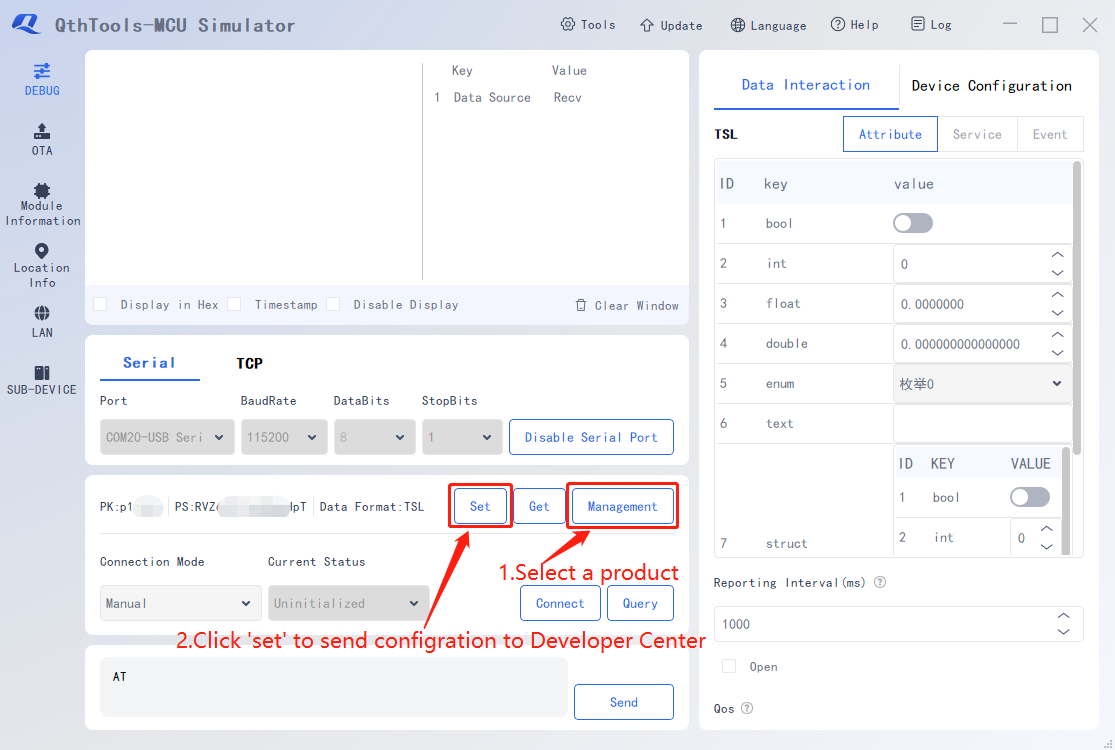 QthTools-MCU Simulator
Tools Update Language Help Log
DEBUG
OTA
Module
Information
Location
Info
LAN
SUB-DEVICE
Key Value
1 Data Source Recv
Display in Hex Timestamp Disable Display Clear Window
Serial TCP
Port BaudRate DataBits StopBits
COM20-USB Seri 115200 8 1 Disable Serial Port
PK:p1 PS:RVZ Data Format:TSL Set Get Management
1.Select a product
Connection Mode Current Status
Manual Uninitialized Connect Query
2.Click 'set' to send configration to Developer Center
AT
Send
Data Interaction Device Configuration
TSL Attribute Service Event
ID key value
1 bool
2 int 0
3 float 0.0000000
4 double 0.000000000000000
5 enum 枚举0
6 text
7 struct
ID KEY VALUE
1 bool
2 int 0
Reporting Interval(ms) ?
1000
Open
Qos ?